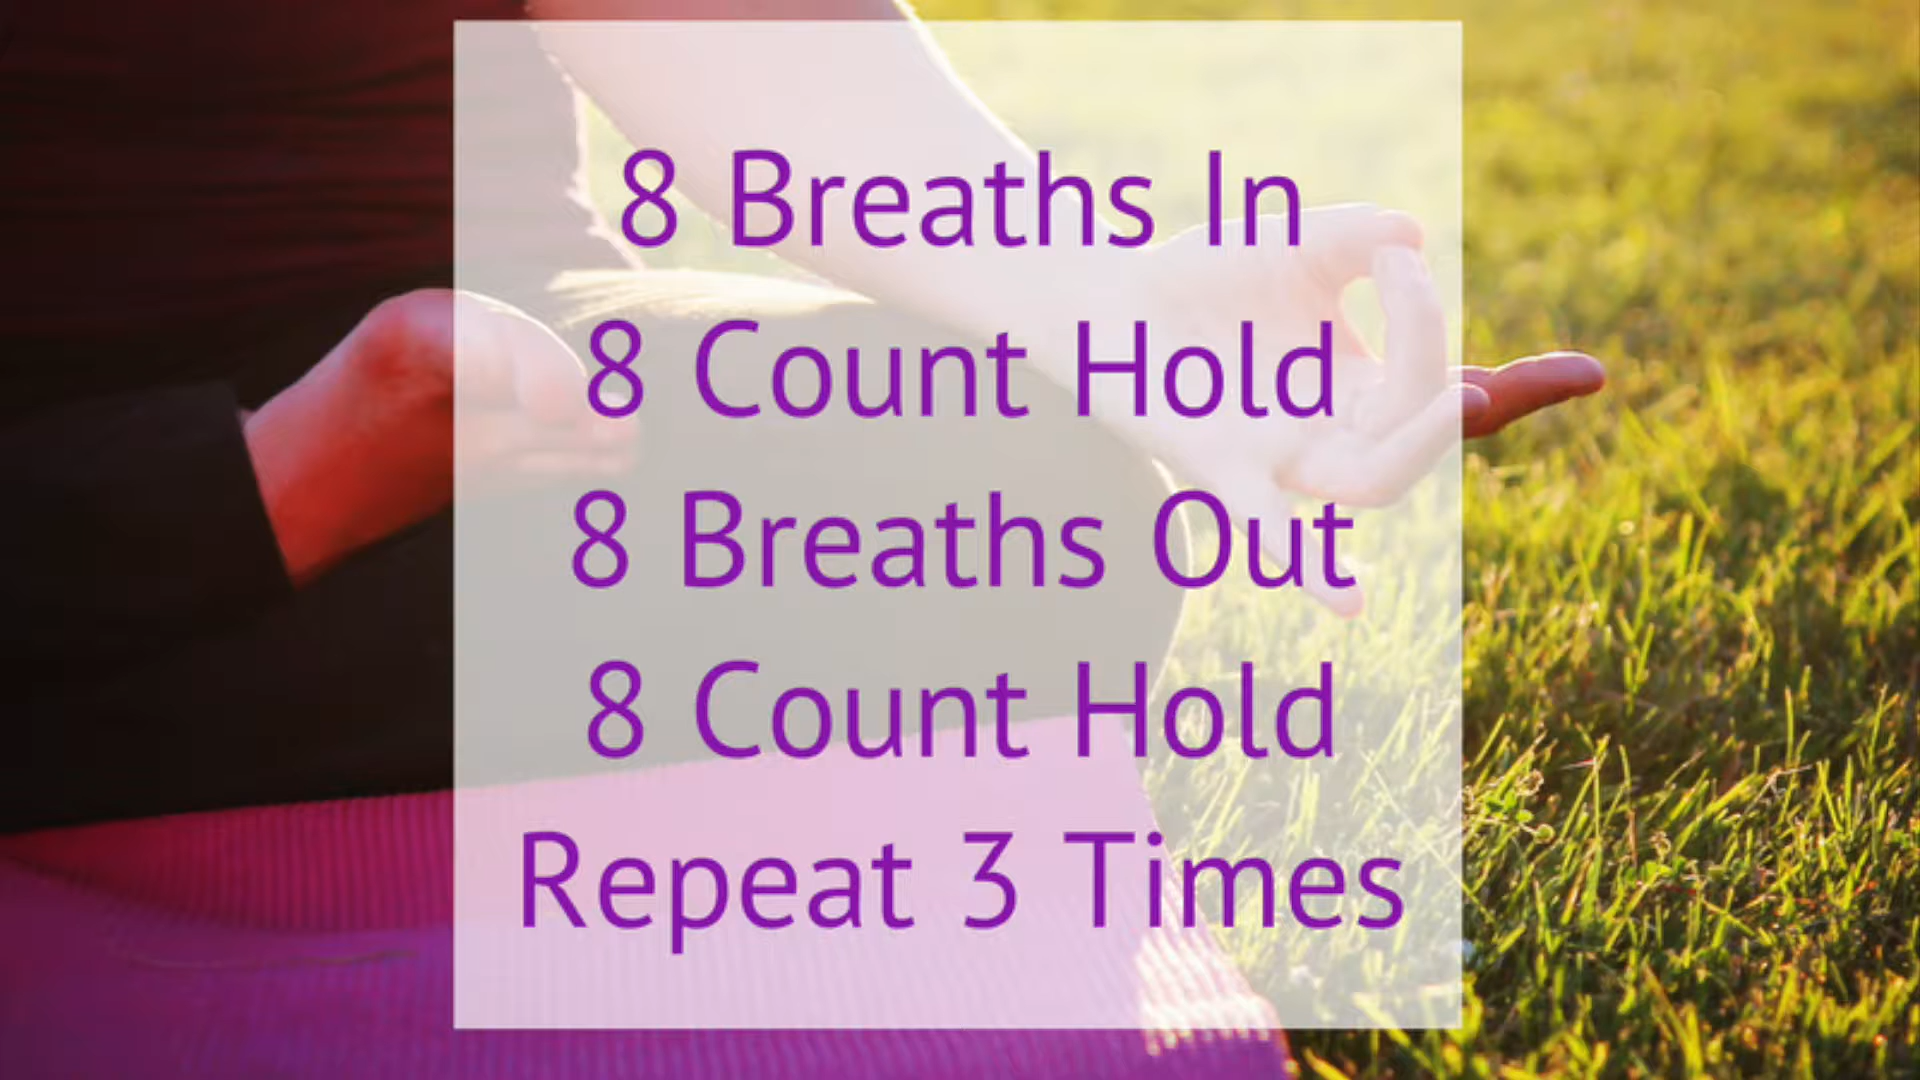 8 Breaths In
8 Count Hold
8 Breaths Out
8 Count Hold
Repeat 3 Times